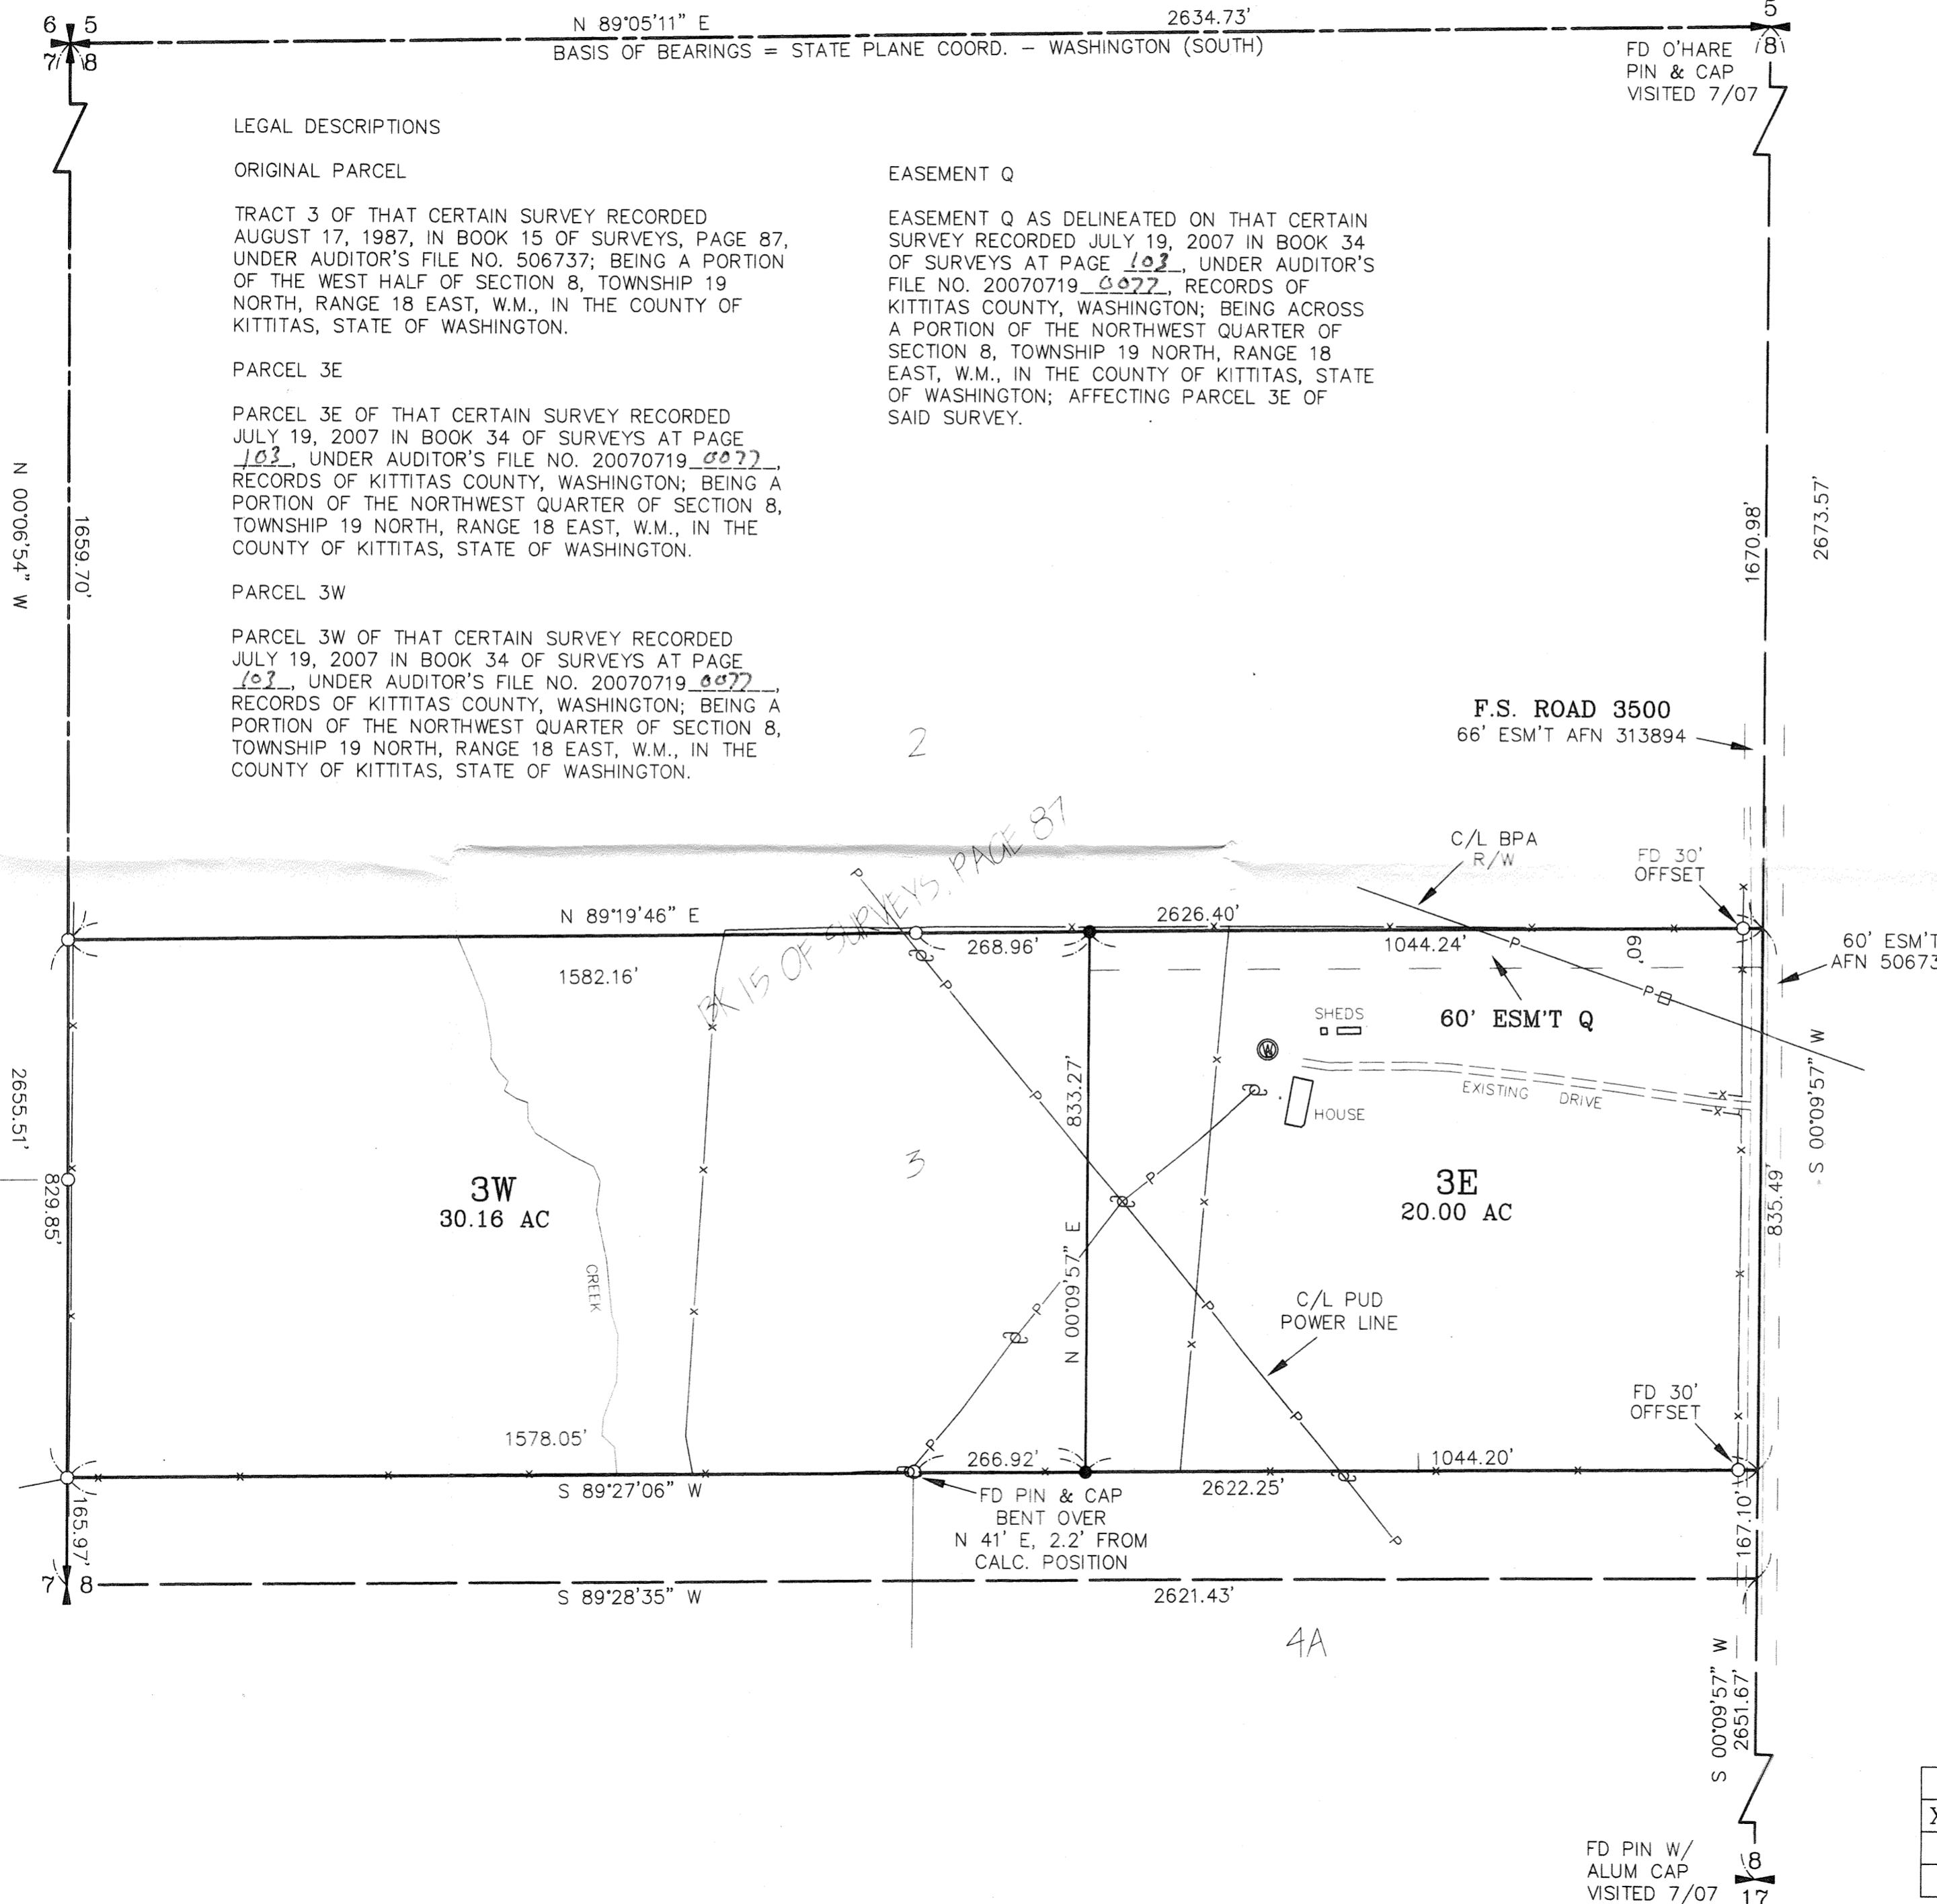 6 5
N 89°05'11" E 2634.73'
5
7 8
BASIS OF BEARINGS = STATE PLANE COORD. – WASHINGTON (SOUTH)
8
FD O'HARE
PIN & CAP
VISITED 7/07
LEGAL DESCRIPTIONS
ORIGINAL PARCEL
TRACT 3 OF THAT CERTAIN SURVEY RECORDED
AUGUST 17, 1987, IN BOOK 15 OF SURVEYS, PAGE 87,
UNDER AUDITOR'S FILE NO. 506737; BEING A PORTION
OF THE WEST HALF OF SECTION 8, TOWNSHIP 19
NORTH, RANGE 18 EAST, W.M., IN THE COUNTY OF
KITTITAS, STATE OF WASHINGTON.
PARCEL 3E
PARCEL 3E OF THAT CERTAIN SURVEY RECORDED
JULY 19, 2007 IN BOOK 34 OF SURVEYS AT PAGE
103, UNDER AUDITOR'S FILE NO. 20070719 0077,
RECORDS OF KITTITAS COUNTY, WASHINGTON; BEING A
PORTION OF THE NORTHWEST QUARTER OF SECTION 8,
TOWNSHIP 19 NORTH, RANGE 18 EAST, W.M., IN THE
COUNTY OF KITTITAS, STATE OF WASHINGTON.
PARCEL 3W
PARCEL 3W OF THAT CERTAIN SURVEY RECORDED
JULY 19, 2007 IN BOOK 34 OF SURVEYS AT PAGE
103, UNDER AUDITOR'S FILE NO. 20070719 0077,
RECORDS OF KITTITAS COUNTY, WASHINGTON; BEING A
PORTION OF THE NORTHWEST QUARTER OF SECTION 8,
TOWNSHIP 19 NORTH, RANGE 18 EAST, W.M., IN THE
COUNTY OF KITTITAS, STATE OF WASHINGTON.
EASEMENT Q
EASEMENT Q AS DELINEATED ON THAT CERTAIN
SURVEY RECORDED JULY 19, 2007 IN BOOK 34
OF SURVEYS AT PAGE 103, UNDER AUDITOR'S
FILE NO. 20070719 0077, RECORDS OF
KITTITAS COUNTY, WASHINGTON; BEING ACROSS
A PORTION OF THE NORTHWEST QUARTER OF
SECTION 8, TOWNSHIP 19 NORTH, RANGE 18
EAST, W.M., IN THE COUNTY OF KITTITAS, STATE
OF WASHINGTON; AFFECTING PARCEL 3E OF
SAID SURVEY.
N 00°06'54" W
1659.70'
1670.98'
2673.57'
2
F.S. ROAD 3500
66' ESM'T AFN 313894
BK 15 OF SURVEYS, PAGE 87
C/L BPA
R/W
FD 30'
OFFSET
N 89°19'46" E 2626.40'
1582.16'
268.96'
1044.24'
60'
60' ESM'T
AFN 50673
P
P
P
P
P
SHEDS
60' ESM'T Q
W
EXISTING DRIVE
HOUSE
S 00°09'57" W
2655.51'
829.85'
833.27'
N 00°09'57" E
835.49'
3
3W
30.16 AC
3E
20.00 AC
CREEK
P
P
P
P
P
P
C/L PUD
POWER LINE
FD 30'
OFFSET
1578.05'
266.92'
1044.20'
S 89°27'06" W
2622.25'
FD PIN & CAP
BENT OVER
N 41' E, 2.2' FROM
CALC. POSITION
165.97'
167.10'
7 8
S 89°28'35" W
2621.43'
4A
S 00°09'57" W
2651.67'
X
FD PIN W/
ALUM CAP
VISITED 7/07
8
17